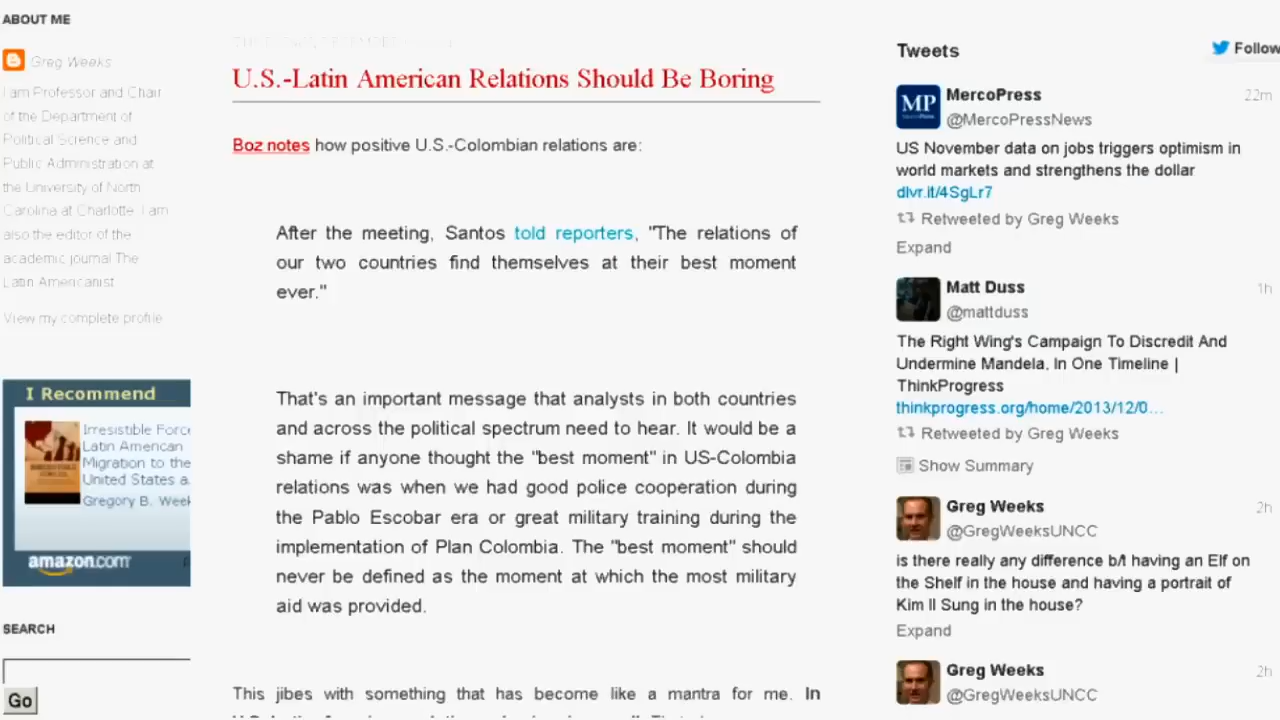 ABOUT ME
Greg Weeks
I am Professor and Chair
of the Department of
Political Science and
Public Administration at
the University of North
Carolina at Charlotte. I am
also the editor of the
academic journal The
Latin Americanist
View my complete profile
I Recommend
Irresistible Force
Latin American
Migration to the
United States a
Gregory B. Week
amazon.com
SEARCH
Go
U.S.-Latin American Relations Should Be Boring
Boz notes how positive U.S.-Colombian relations are:
After the meeting, Santos told reporters, "The relations of
our two countries find themselves at their best moment
ever."
That's an important message that analysts in both countries
and across the political spectrum need to hear. It would be a
shame if anyone thought the "best moment" in US-Colombia
relations was when we had good police cooperation during
the Pablo Escobar era or great military training during the
implementation of Plan Colombia. The "best moment" should
never be defined as the moment at which the most military
aid was provided.
This jibes with something that has become like a mantra for me. In
Tweets
Follow
MercoPress 22m
@MercoPressNews
US November data on jobs triggers optimism in
world markets and strengthens the dollar
dlvr.it/4SgLr7
Retweeted by Greg Weeks
Expand
Matt Duss 1h
@mattduss
The Right Wing's Campaign To Discredit And
Undermine Mandela, In One Timeline |
ThinkProgress
thinkprogress.org/home/2013/12/0...
Retweeted by Greg Weeks
Show Summary
Greg Weeks 2h
@GregWeeksUNCC
is there really any difference b/t having an Elf on
the Shelf in the house and having a portrait of
Kim Il Sung in the house?
Expand
Greg Weeks 2h
@GregWeeksUNCC